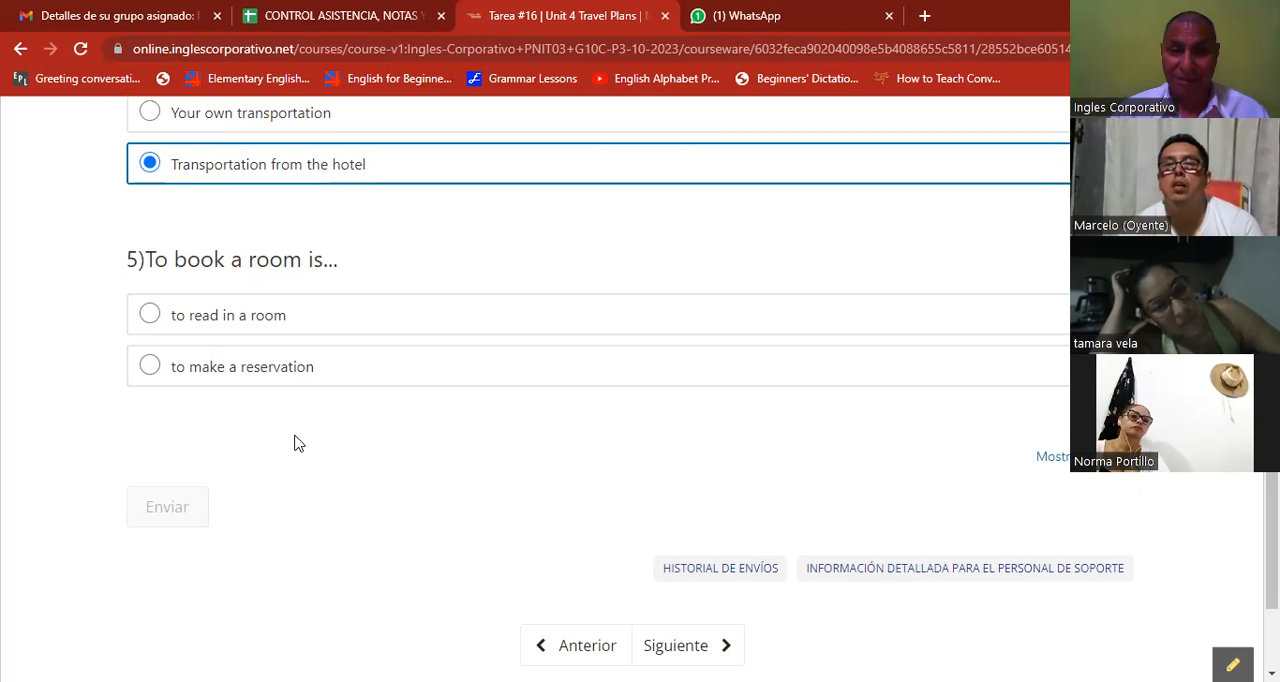 Detalles de su grupo asignado:
CONTROL ASISTENCIA, NOTAS Y
Tarea #16 | Unit 4 Travel Plans |
(1) WhatsApp
online.inglescorporativo.net/courses/course-v1:Ingles-Corporativo+PNIT03+G10C-P3-10-2023/courseware/6032feca902040098e5b4088655c5811/28552bce60514
Greeting conversati...
Elementary English...
English for Beginne...
Grammar Lessons
English Alphabet Pr...
Beginners' Dictatio...
How to Teach Conv...
Ingles Corporativo
Your own transportation
Transportation from the hotel
Marcelo (Oyente)
5)To book a room is...
to read in a room
tamara vela
to make a reservation
Mostr
Norma Portillo
Enviar
HISTORIAL DE ENVÍOS
INFORMACIÓN DETALLADA PARA EL PERSONAL DE SOPORTE
Anterior
Siguiente